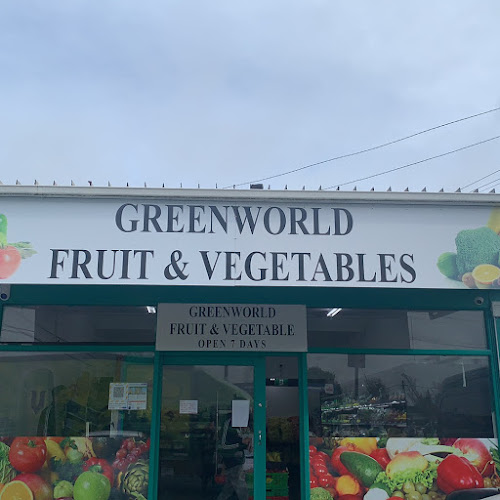 GREENWORLD
FRUIT & VEGETABLES
GREENWORLD
FRUIT & VEGETABLE
OPEN 7 DAYS